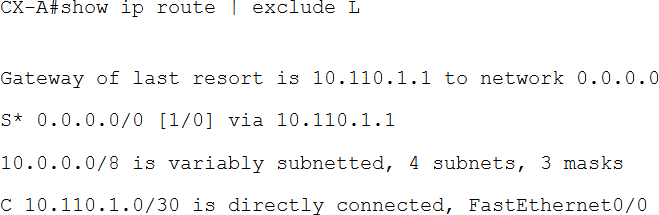 CX-A#show ip route | exclude L
Gateway of last resort is 10.110.1.1 to network 0.0.0.0
S* 0.0.0.0/0 [1/0] via 10.110.1.1
10.0.0.0/8 is variably subnetted, 4 subnets, 3 masks
C 10.110.1.0/30 is directly connected, FastEthernet0/0